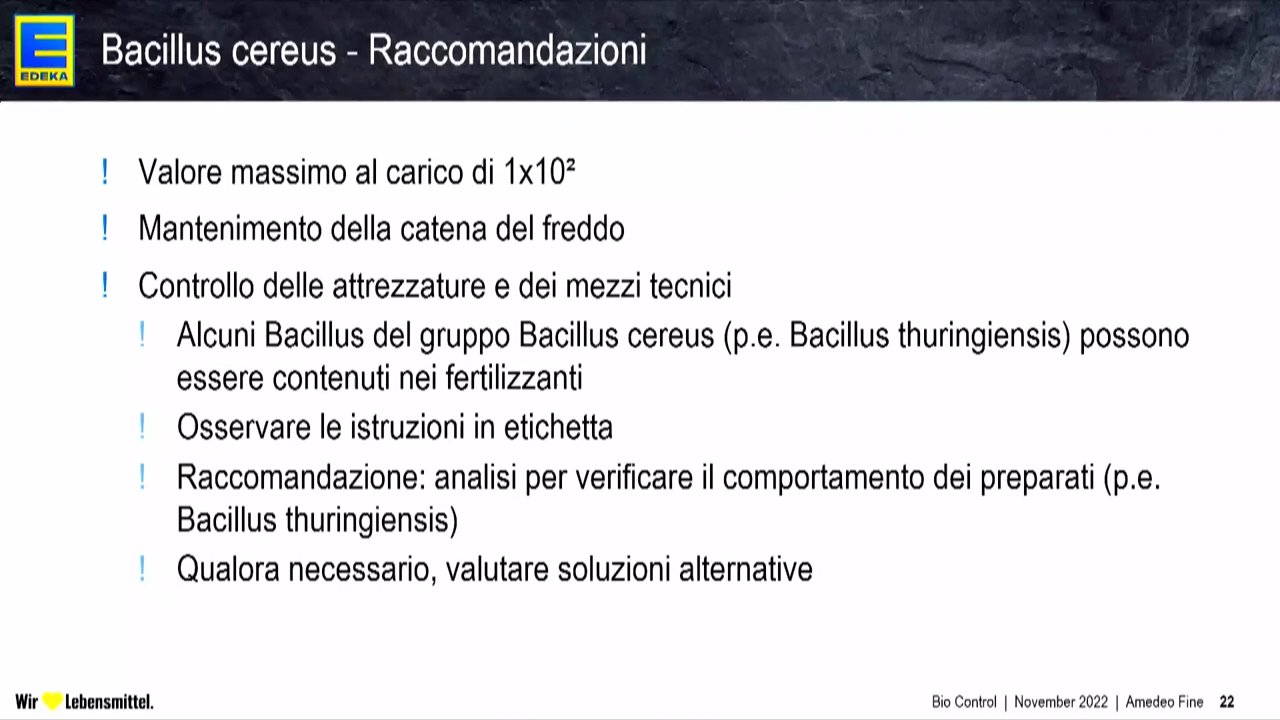 EDEKA
Bacillus cereus - Raccomandazioni
! Valore massimo al carico di 1x10²
! Mantenimento della catena del freddo
! Controllo delle attrezzature e dei mezzi tecnici
! Alcuni Bacillus del gruppo Bacillus cereus (p.e. Bacillus thuringiensis) possono
essere contenuti nei fertilizzanti
! Osservare le istruzioni in etichetta
! Raccomandazione: analisi per verificare il comportamento dei preparati (p.e.
Bacillus thuringiensis)
! Qualora necessario, valutare soluzioni alternative
Wir Lebensmittel.
Bio Control | November 2022 | Amedeo Fine 22